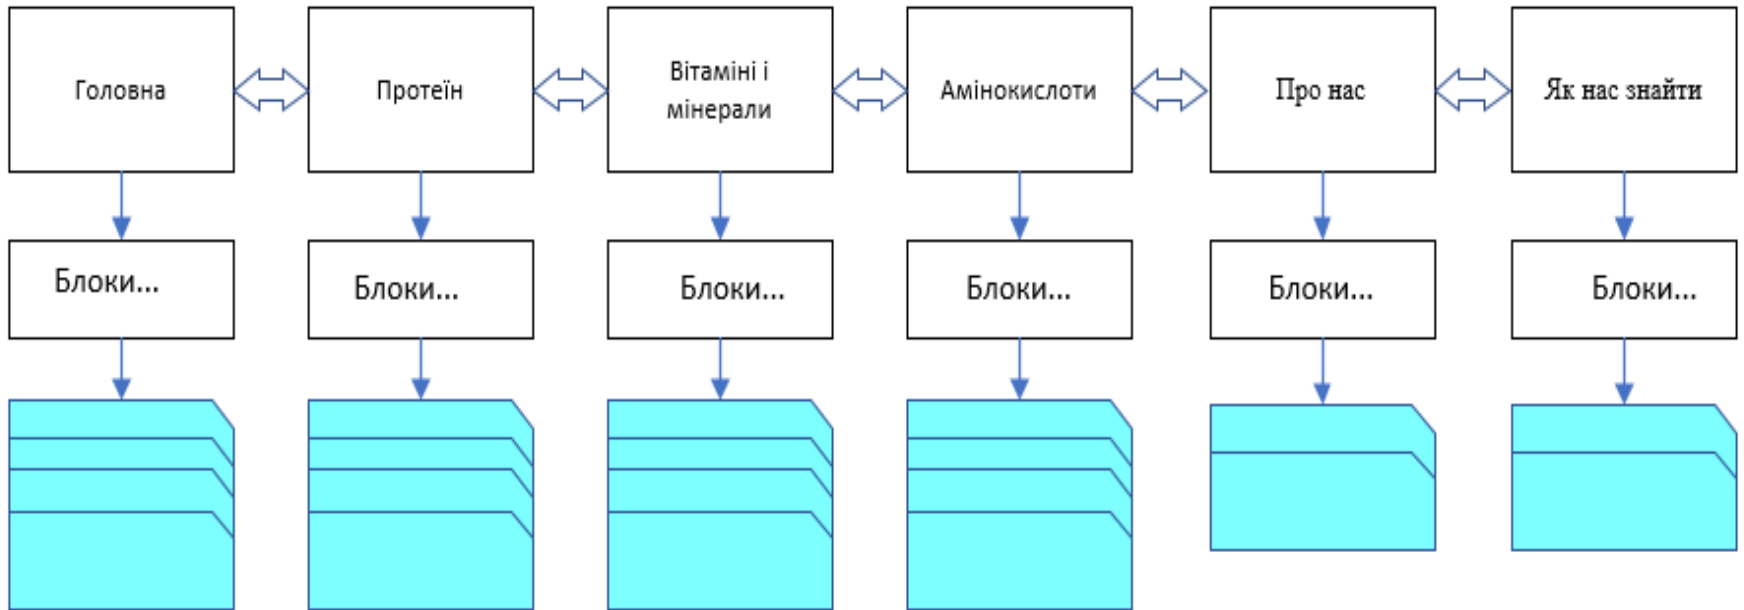 Головна
Протеїн
Вітаміні і
мінерали
Амінокислоти
Про нас
Як нас знайти
Блоки...
Блоки...
Блоки...
Блоки...
Блоки...
Блоки...